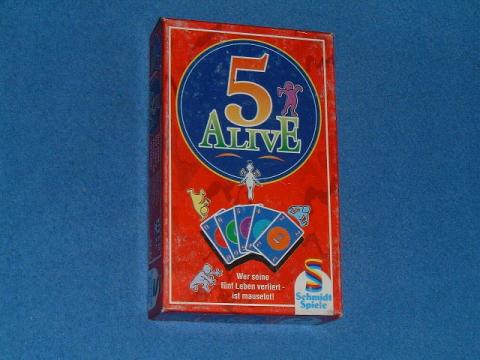 5
ALIVE
Wer seine
fünf Leben verliert -
ist mausetot!
Schmidt
Spiele